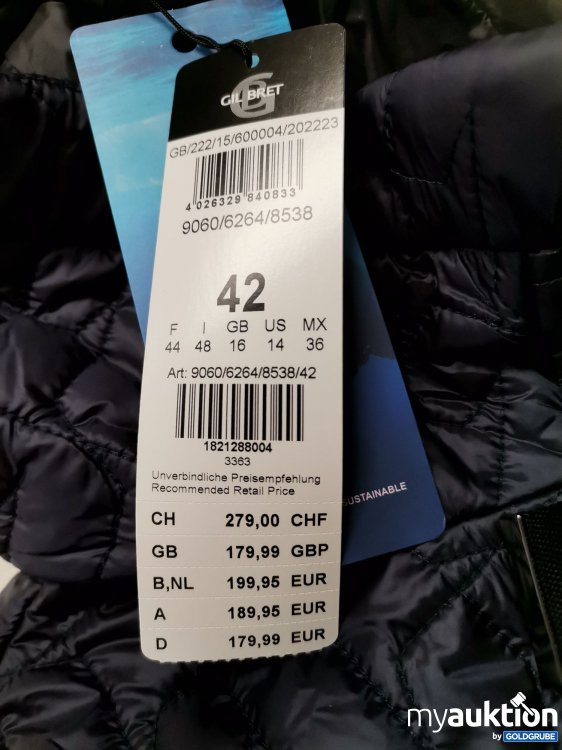 GIL BRET
GB/222/15/600004/202223
4 026329 840833
9060/6264/8538
42
F I GB US MX
44 48 16 14 36
Art: 9060/6264/8538/42
1821288004
3363
Unverbindliche Preisempfehlung
Recommended Retail Price
SUSTAINABLE
CH 279,00 CHF
GB 179,99 GBP
B,NL 199,95 EUR
A 189,95 EUR
D 179,99 EUR
myauktion
by GOLDGRUBE